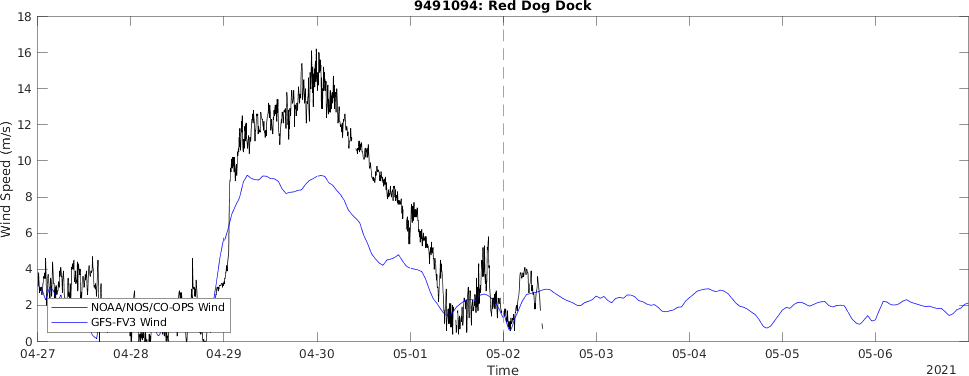 9491094: Red Dog Dock
18
16
14
12
10
8
6
4
2
0
Wind Speed (m/s)
NOAA/NOS/CO-OPS Wind
GFS-FV3 Wind
04-27 04-28 04-29 04-30 05-01 05-02 05-03 05-04 05-05 05-06
Time
2021